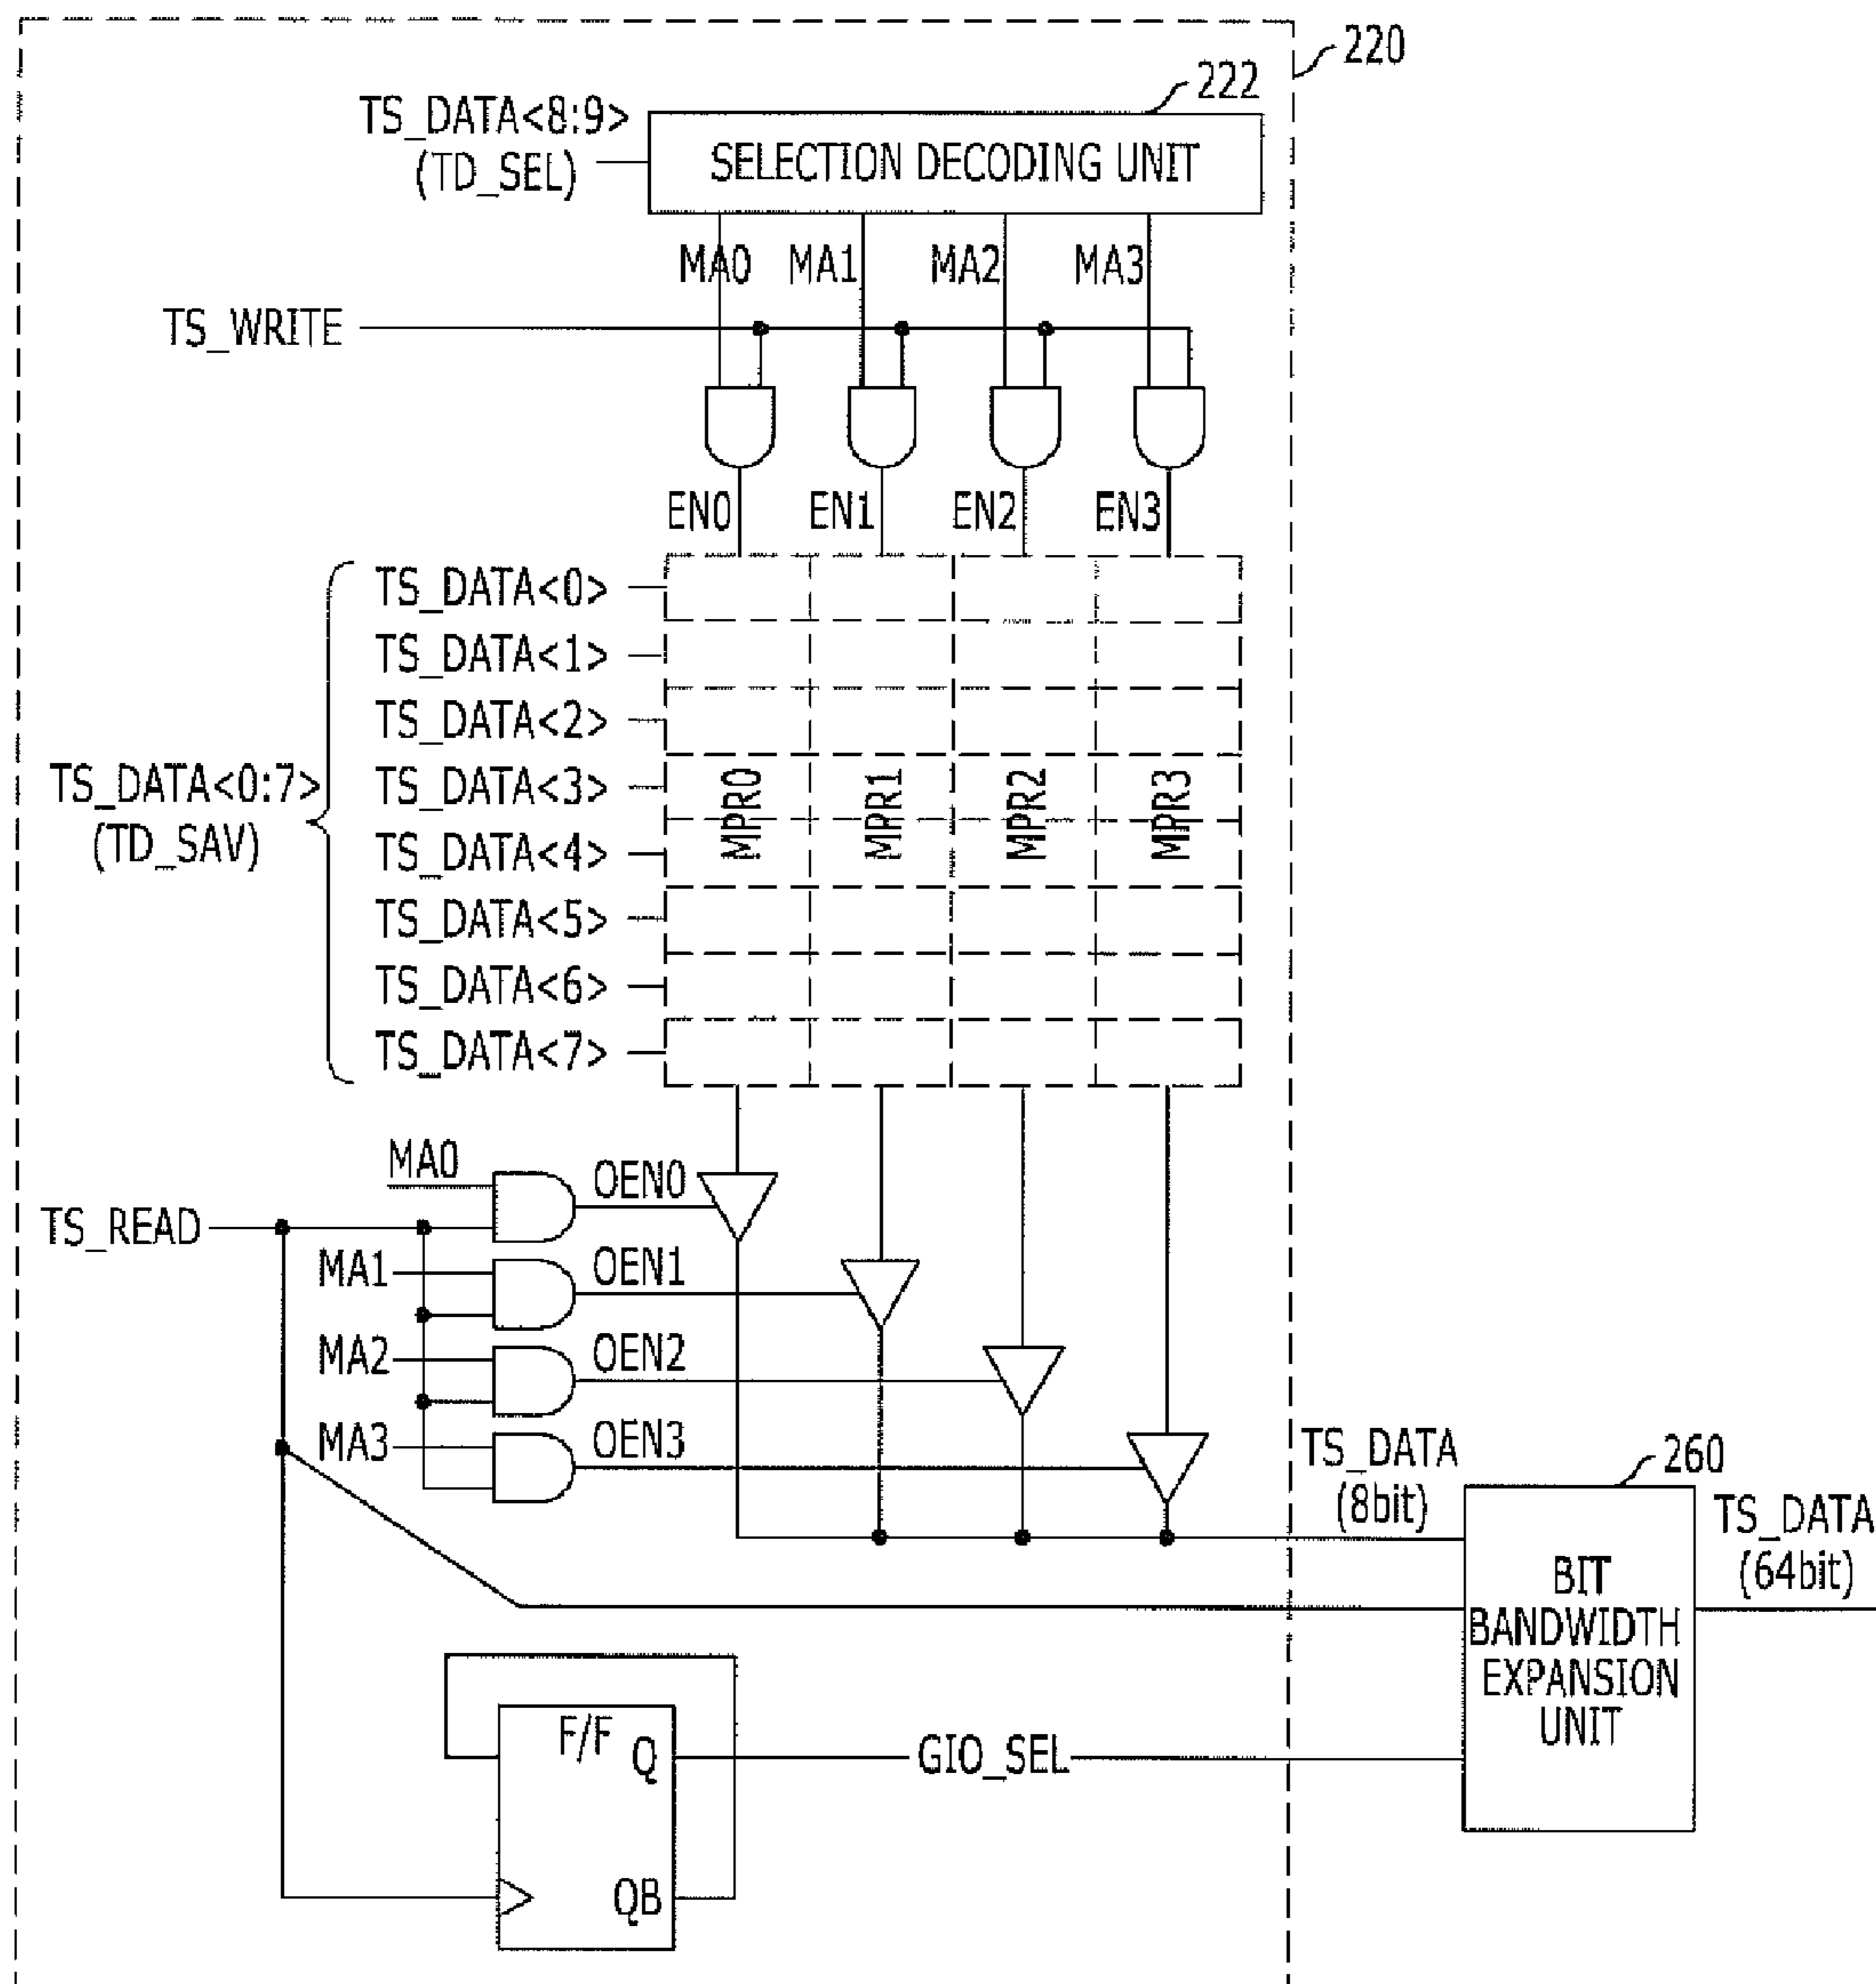 220
222
TS_DATA<8:9>
(TD_SEL)
SELECTION DECODING UNIT
MA0 MA1 MA2 MA3
TS_WRITE
EN0 EN1 EN2 EN3
TS_DATA<0>
TS_DATA<1>
TS_DATA<2>
TS_DATA<3>
TS_DATA<4>
TS_DATA<5>
TS_DATA<6>
TS_DATA<7>
TS_DATA<0:7>
(TD_SAV)
MPR0
MPR1
MPR2
MPR3
MA0
OEN0
TS_READ
MA1
OEN1
MA2
OEN2
MA3
OEN3
TS_DATA
(8bit)
260
TS_DATA
(64bit)
BIT
BANDWIDTH
EXPANSION
UNIT
F/F
Q
GIO_SEL
QB